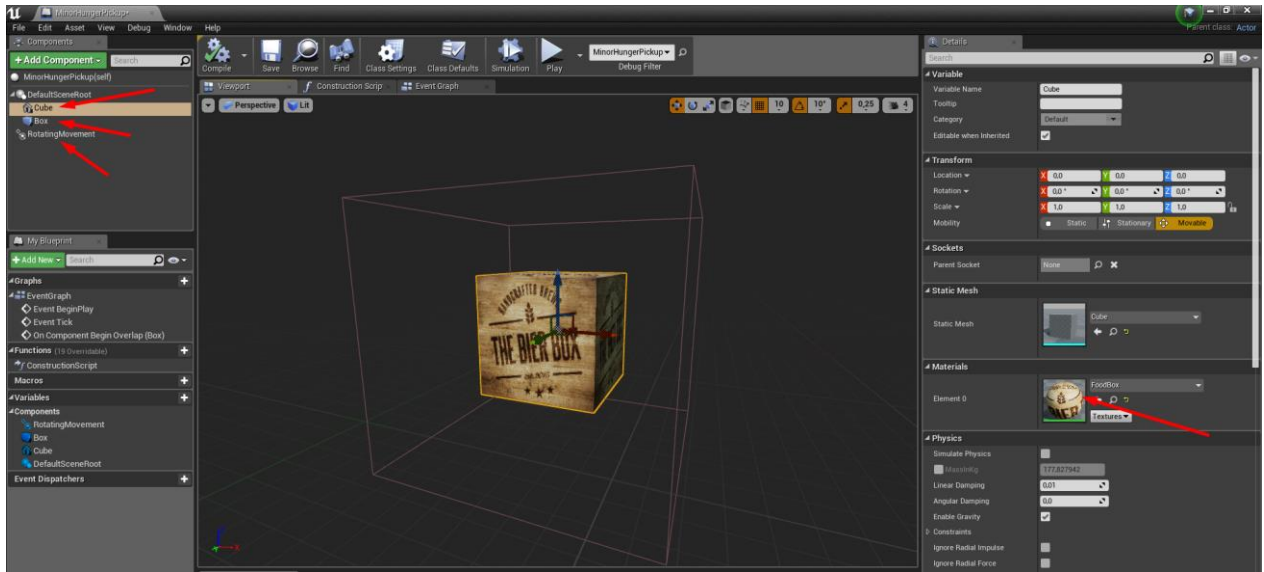 MinorHungerPickup*
File Edit Asset View Debug Window Help
Parent class: Actor
Components
+Add Component
Search
MinorHungerPickup(self)
DefaultSceneRoot
Cube
Box
RotatingMovement
Compile
Save
Browse
Find
Class Settings
Class Defaults
Simulation
Play
MinorHungerPickup
Debug Filter
Viewport
Construction Scrip
Event Graph
Perspective
Lit
10
10°
0,25
4
HANDCRAFTED
THE BIER BOX
My Blueprint
+Add New
Search
Graphs
EventGraph
Event BeginPlay
Event Tick
On Component Begin Overlap (Box)
Functions (19 Overridable)
ConstructionScript
Macros
Variables
Components
RotatingMovement
Box
Cube
DefaultSceneRoot
Event Dispatchers
Details
Search
Variable
Variable Name Cube
Tooltip
Category Default
Editable when Inherited
Transform
Location X 0,0 Y 0,0 Z 0,0
Rotation X 0,0 ° Y 0,0 ° Z 0,0 °
Scale X 1,0 Y 1,0 Z 1,0
Mobility Static Stationary Movable
Sockets
Parent Socket None
Static Mesh
Static Mesh Cube
Materials
Element 0 FoodBox
Textures
Physics
Simulate Physics
MassInKg 177,827942
Linear Damping 0,01
Angular Damping 0,0
Enable Gravity
Constraints
Ignore Radial Impulse
Ignore Radial Force